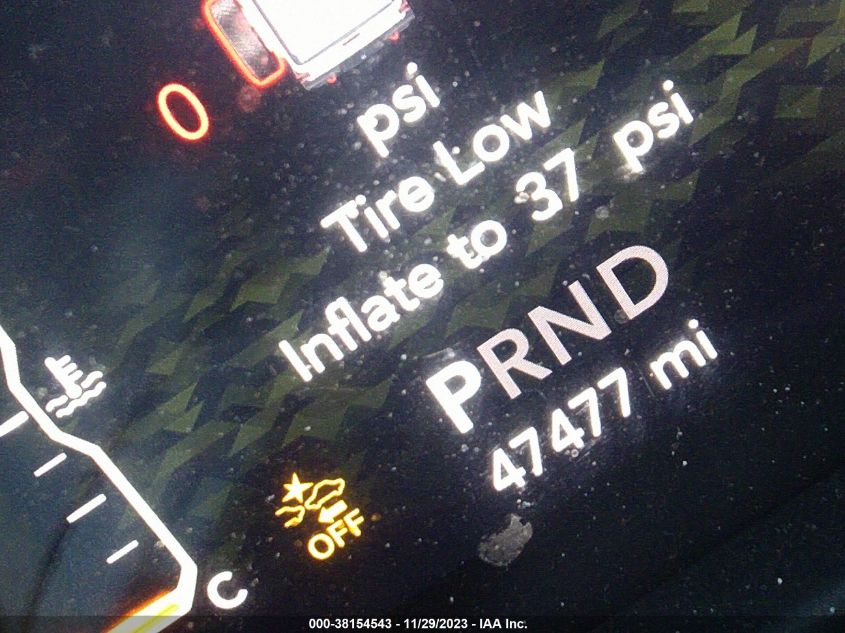 0
psi
Tire Low
Inflate to 37 psi
PRND
47477 mi
OFF
C
000-38154543 - 11/29/2023 - IAA Inc.